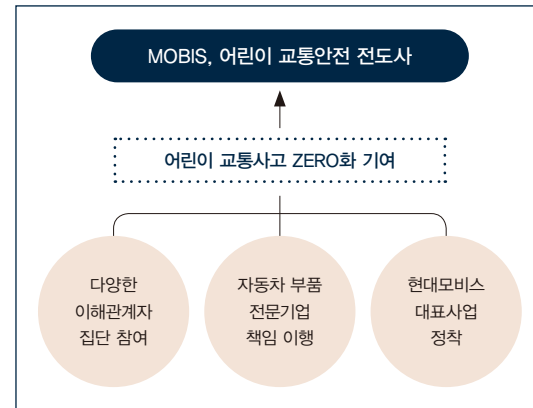 MOBIS, 어린이 교통안전 전도사
어린이 교통사고 ZERO화 기여
다양한
이해관계자
집단 참여
자동차 부품
전문기업
책임 이행
현대모비스
대표사업
정착